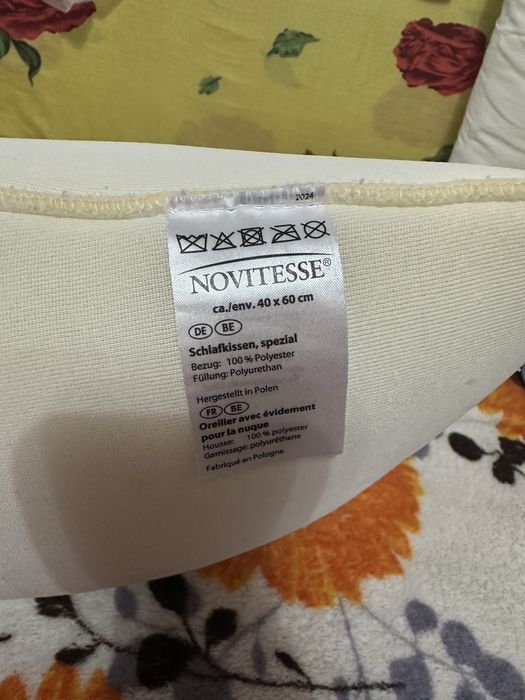 2024
NOVITESSE®
ca./env. 40 x 60 cm
DE BE
Schlafkissen, spezial
Bezug: 100 % Polyester
Füllung: Polyurethan
Hergestellt in Polen
FR BE
Oreiller avec évidement
pour la nuque
Housse: 100 % polyester
Garnissage: polyuréthane
Fabriqué en Pologne